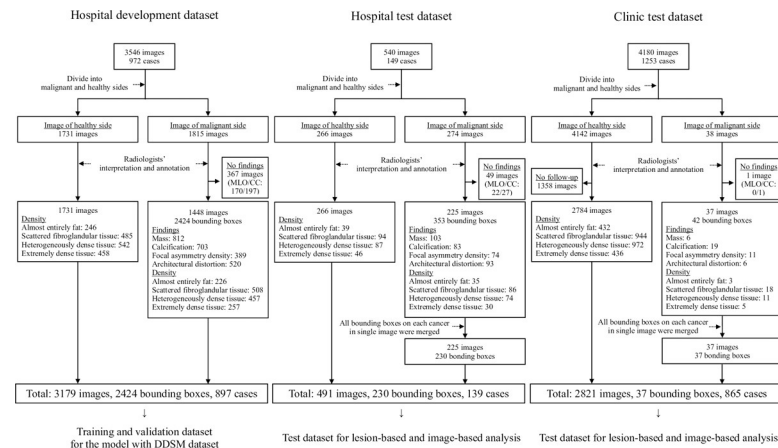 Hospital development dataset
3546 images
972 cases
Divide into
malignant and healthy sides
Image of healthy side
1731 images
Image of malignant side
1815 images
Radiologists'
interpretation and annotation
No findings
367 images
(MLO/CC:
170/197)
1731 images
Density
Almost entirely fat: 246
Scattered fibroglandular tissue: 485
Heterogeneously dense tissue: 542
Extremely dense tissue: 458
1448 images
2424 bounding boxes
Findings
Mass: 812
Calcification: 703
Focal asymmetry density: 389
Architectural distortion: 520
Density
Almost entirely fat: 226
Scattered fibroglandular tissue: 508
Heterogeneously dense tissue: 457
Extremely dense tissue: 257
Total: 3179 images, 2424 bounding boxes, 897 cases
↓
Training and validation dataset
for the model with DDSM dataset
Hospital test dataset
540 images
149 cases
Divide into
malignant and healthy sides
Image of healthy side
266 images
Image of malignant side
274 images
Radiologists'
interpretation and annotation
No findings
49 images
(MLO/CC:
22/27)
266 images
Density
Almost entirely fat: 39
Scattered fibroglandular tissue: 94
Heterogeneously dense tissue: 87
Extremely dense tissue: 46
225 images
353 bounding boxes
Findings
Mass: 103
Calcification: 83
Focal asymmetry density: 74
Architectural distortion: 93
Density
Almost entirely fat: 35
Scattered fibroglandular tissue: 86
Heterogeneously dense tissue: 74
Extremely dense tissue: 30
All bounding boxes on each cancer
in single image were merged
225 images
230 bonding boxes
Total: 491 images, 230 bounding boxes, 139 cases
↓
Test dataset for lesion-based and image-based analysis
Clinic test dataset
4180 images
1253 cases
Divide into
malignant and healthy sides
Image of healthy side
4142 images
Image of malignant side
38 images
Radiologists'
interpretation and annotation
No follow-up
1358 images
No findings
1 image
(MLO/CC:
0/1)
2784 images
Density
Almost entirely fat: 432
Scattered fibroglandular tissue: 944
Heterogeneously dense tissue: 972
Extremely dense tissue: 436
37 images
42 bounding boxes
Findings
Mass: 6
Calcification: 19
Focal asymmetry density: 11
Architectural distortion: 6
Density
Almost entirely fat: 3
Scattered fibroglandular tissue: 18
Heterogeneously dense tissue: 11
Extremely dense tissue: 5
All bounding boxes on each cancer
in single image were merged
37 images
37 bonding boxes
Total: 2821 images, 37 bounding boxes, 865 cases
↓
Test dataset for lesion-based and image-based analysis